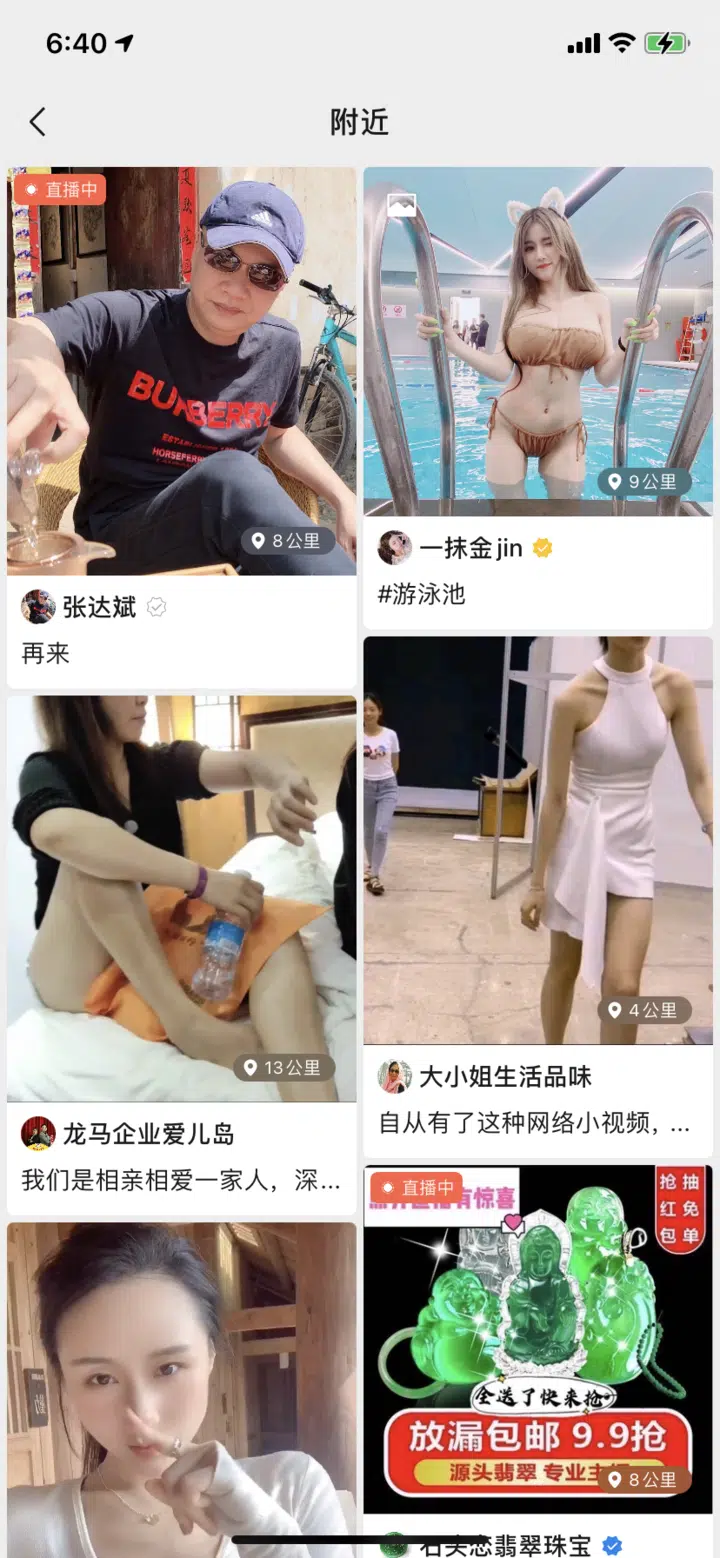 6:40
附近
直播中
BURBERRY
8公里
张达斌
再来
9公里
一抹金jin
#游泳池
13公里
龙马企业爱儿岛
我们是相亲相爱一家人，深...
4公里
大小姐生活品味
自从有了这种网络小视频，...
直播中
有惊喜
抢红包
抽免单
全送了快来抢
放漏包邮 9.9抢
源头翡翠 专业主
8公里
石头恋翡翠珠宝